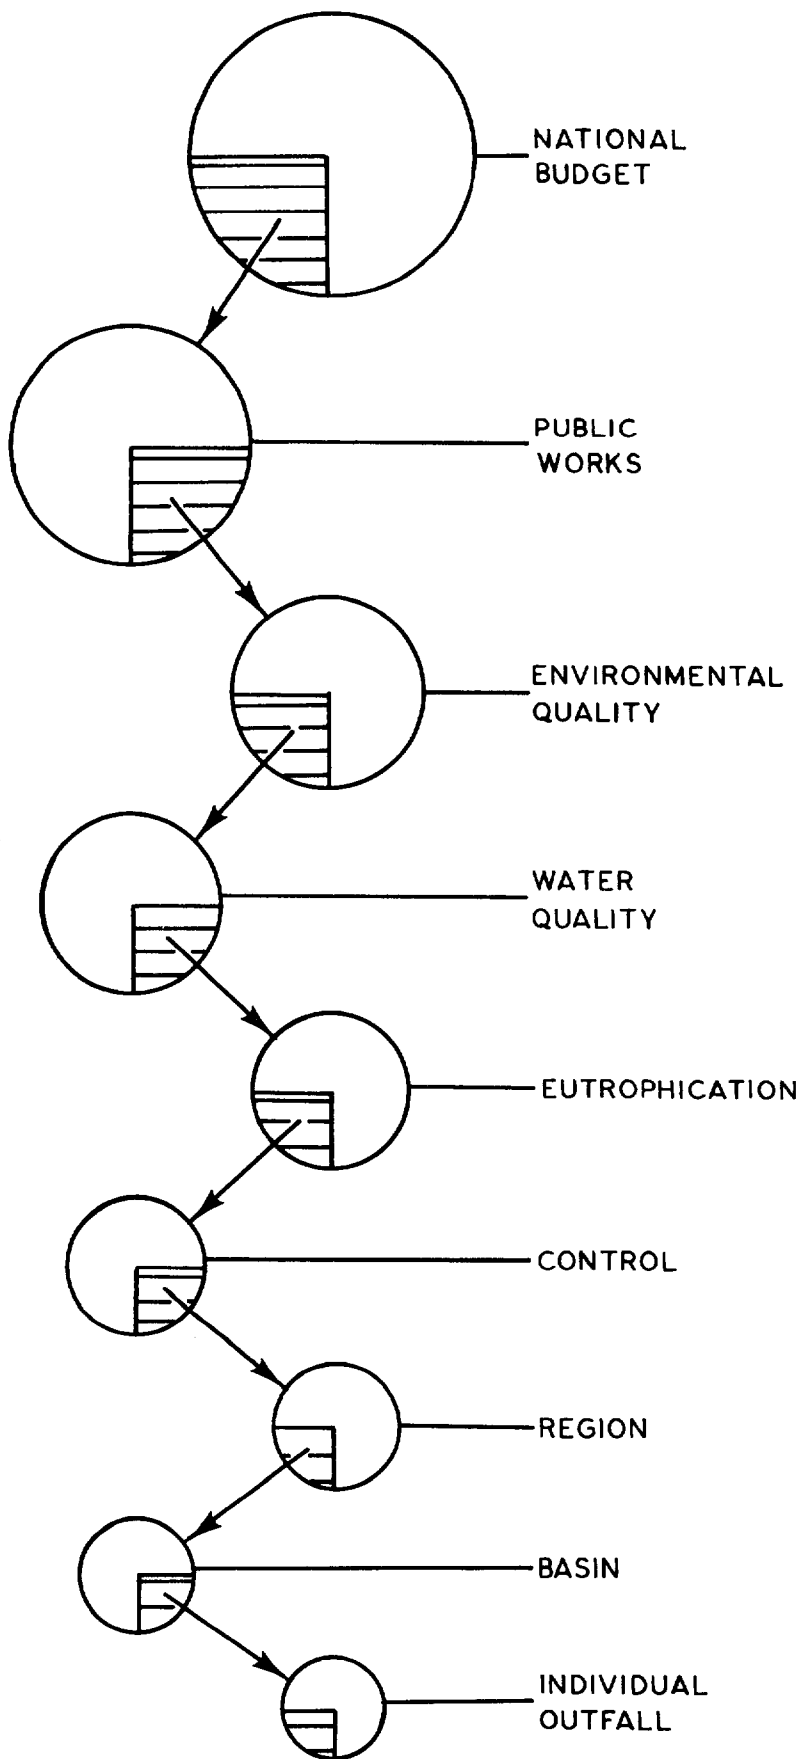 NATIONAL
BUDGET
PUBLIC
WORKS
ENVIRONMENTAL
QUALITY
WATER
QUALITY
EUTROPHICATION
CONTROL
REGION
BASIN
INDIVIDUAL
OUTFALL